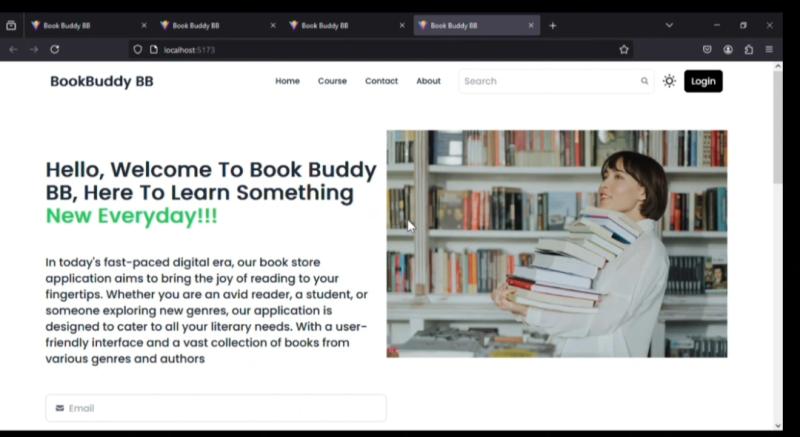 Book Buddy BB
Book Buddy BB
Book Buddy BB
Book Buddy BB
localhost:5173
BookBuddy BB
Home
Course
Contact
About
Search
Login
Hello, Welcome To Book Buddy
BB, Here To Learn Something
New Everyday!!!
In today's fast-paced digital era, our book store
application aims to bring the joy of reading to your
fingertips. Whether you are an avid reader, a student, or
someone exploring new genres, our application is
designed to cater to all your literary needs. With a user-
friendly interface and a vast collection of books from
various genres and authors
Email